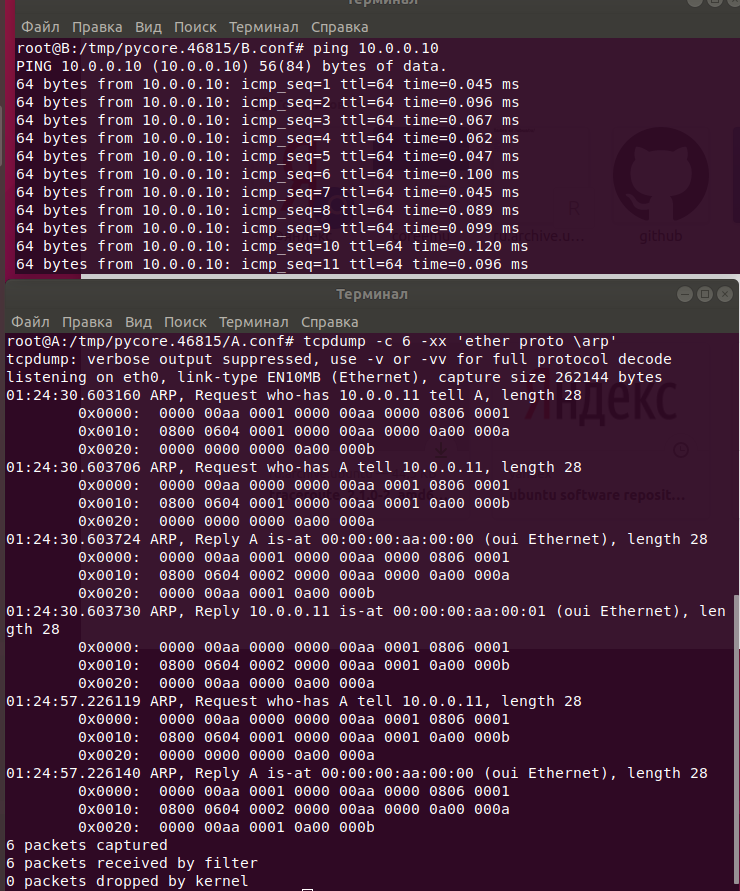 Терминал
Файл Правка Вид Поиск Терминал Справка
root@B:/tmp/pycore.46815/B.conf# ping 10.0.0.10
PING 10.0.0.10 (10.0.0.10) 56(84) bytes of data.
64 bytes from 10.0.0.10: icmp_seq=1 ttl=64 time=0.045 ms
64 bytes from 10.0.0.10: icmp_seq=2 ttl=64 time=0.096 ms
64 bytes from 10.0.0.10: icmp_seq=3 ttl=64 time=0.067 ms
64 bytes from 10.0.0.10: icmp_seq=4 ttl=64 time=0.062 ms
64 bytes from 10.0.0.10: icmp_seq=5 ttl=64 time=0.047 ms
64 bytes from 10.0.0.10: icmp_seq=6 ttl=64 time=0.100 ms
64 bytes from 10.0.0.10: icmp_seq=7 ttl=64 time=0.045 ms
64 bytes from 10.0.0.10: icmp_seq=8 ttl=64 time=0.089 ms
64 bytes from 10.0.0.10: icmp_seq=9 ttl=64 time=0.099 ms
64 bytes from 10.0.0.10: icmp_seq=10 ttl=64 time=0.120 ms
64 bytes from 10.0.0.10: icmp_seq=11 ttl=64 time=0.096 ms
github
Терминал
Файл Правка Вид Поиск Терминал Справка
root@A:/tmp/pycore.46815/A.conf# tcpdump -c 6 -xx 'ether proto \arp'
tcpdump: verbose output suppressed, use -v or -vv for full protocol decode
listening on eth0, link-type EN10MB (Ethernet), capture size 262144 bytes
01:24:30.603160 ARP, Request who-has 10.0.0.11 tell A, length 28
0x0000: 0000 00aa 0001 0000 00aa 0000 0806 0001
0x0010: 0800 0604 0001 0000 00aa 0000 0a00 000a
0x0020: 0000 0000 0000 0a00 000b
01:24:30.603706 ARP, Request who-has A tell 10.0.0.11, length 28
0x0000: 0000 00aa 0000 0000 00aa 0001 0806 0001
0x0010: 0800 0604 0001 0000 00aa 0001 0a00 000b
0x0020: 0000 0000 0000 0a00 000a
01:24:30.603724 ARP, Reply A is-at 00:00:00:aa:00:00 (oui Ethernet), length 28
0x0000: 0000 00aa 0001 0000 00aa 0000 0806 0001
0x0010: 0800 0604 0002 0000 00aa 0000 0a00 000a
0x0020: 0000 00aa 0001 0a00 000b
01:24:30.603730 ARP, Reply 10.0.0.11 is-at 00:00:00:aa:00:01 (oui Ethernet), len
gth 28
0x0000: 0000 00aa 0000 0000 00aa 0001 0806 0001
0x0010: 0800 0604 0002 0000 00aa 0001 0a00 000b
0x0020: 0000 00aa 0000 0a00 000a
01:24:57.226119 ARP, Request who-has A tell 10.0.0.11, length 28
0x0000: 0000 00aa 0000 0000 00aa 0001 0806 0001
0x0010: 0800 0604 0001 0000 00aa 0001 0a00 000b
0x0020: 0000 0000 0000 0a00 000a
01:24:57.226140 ARP, Reply A is-at 00:00:00:aa:00:00 (oui Ethernet), length 28
0x0000: 0000 00aa 0001 0000 00aa 0000 0806 0001
0x0010: 0800 0604 0002 0000 00aa 0000 0a00 000a
0x0020: 0000 00aa 0001 0a00 000b
6 packets captured
6 packets received by filter
0 packets dropped by kernel
Яндекс
ubuntu software reposit...